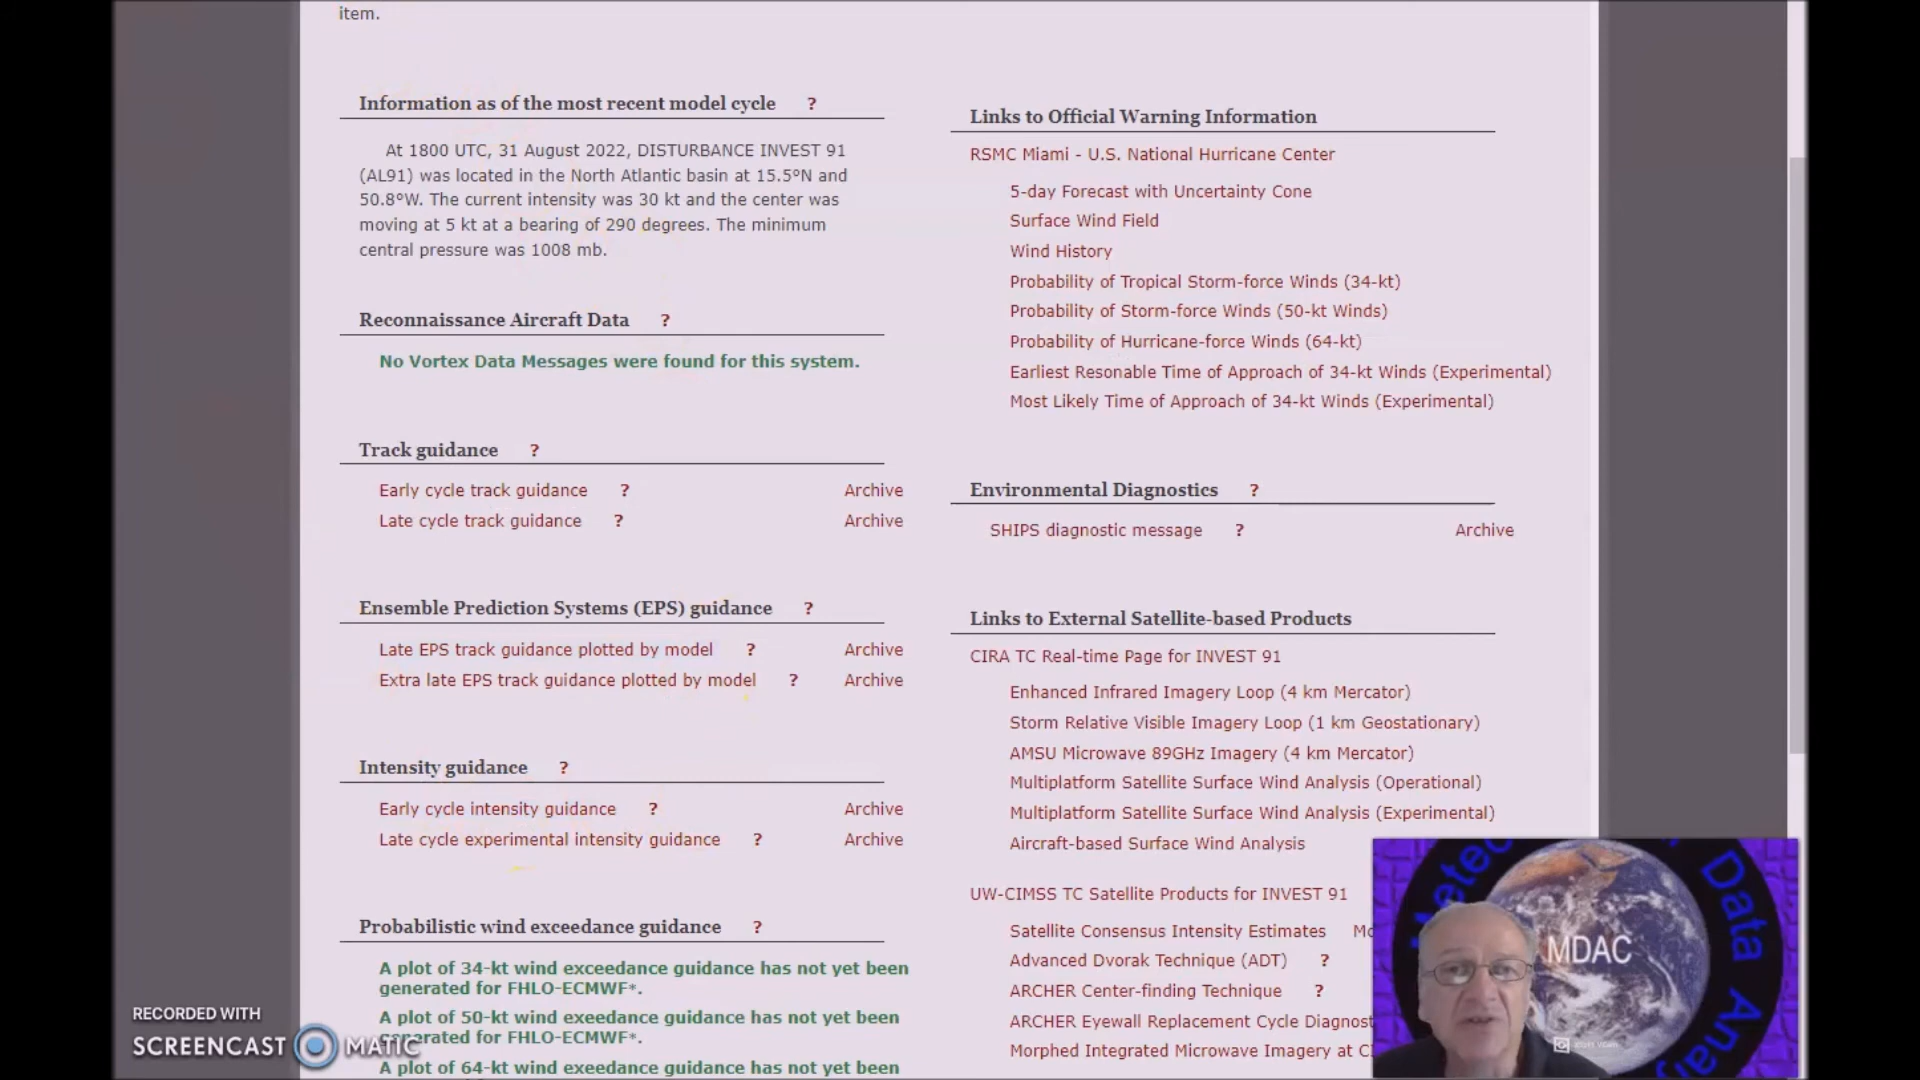 item.
Information as of the most recent model cycle ?
At 1800 UTC, 31 August 2022, DISTURBANCE INVEST 91
(AL91) was located in the North Atlantic basin at 15.5°N and
50.8°W. The current intensity was 30 kt and the center was
moving at 5 kt at a bearing of 290 degrees. The minimum
central pressure was 1008 mb.
Reconnaissance Aircraft Data ?
No Vortex Data Messages were found for this system.
Track guidance ?
Early cycle track guidance ? Archive
Late cycle track guidance ? Archive
Ensemble Prediction Systems (EPS) guidance ?
Late EPS track guidance plotted by model ? Archive
Extra late EPS track guidance plotted by model ? Archive
Intensity guidance ?
Early cycle intensity guidance ? Archive
Late cycle experimental intensity guidance ? Archive
Probabilistic wind exceedance guidance ?
A plot of 34-kt wind exceedance guidance has not yet been
generated for FHLO-ECMWF*.
A plot of 50-kt wind exceedance guidance has not yet been
generated for FHLO-ECMWF*.
A plot of 64-kt wind exeedance guidance has not yet been
Links to Official Warning Information
RSMC Miami - U.S. National Hurricane Center
5-day Forecast with Uncertainty Cone
Surface Wind Field
Wind History
Probability of Tropical Storm-force Winds (34-kt)
Probability of Storm-force Winds (50-kt Winds)
Probability of Hurricane-force Winds (64-kt)
Earliest Resonable Time of Approach of 34-kt Winds (Experimental)
Most Likely Time of Approach of 34-kt Winds (Experimental)
Environmental Diagnostics ?
SHIPS diagnostic message ? Archive
Links to External Satellite-based Products
CIRA TC Real-time Page for INVEST 91
Enhanced Infrared Imagery Loop (4 km Mercator)
Storm Relative Visible Imagery Loop (1 km Geostationary)
AMSU Microwave 89GHz Imagery (4 km Mercator)
Multiplatform Satellite Surface Wind Analysis (Operational)
Multiplatform Satellite Surface Wind Analysis (Experimental)
Aircraft-based Surface Wind Analysis
UW-CIMSS TC Satellite Products for INVEST 91
Satellite Consensus Intensity Estimates
Advanced Dvorak Technique (ADT) ?
ARCHER Center-finding Technique ?
ARCHER Eyewall Replacement Cycle Diagnost
Morphed Integrated Microwave Imagery at
MDAC
Data
RECORDED WITH
SCREENCAST MATIC